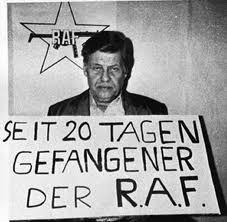 RAF
SEIT 20 TAGEN
GEFANGENER
DER R.A.F.